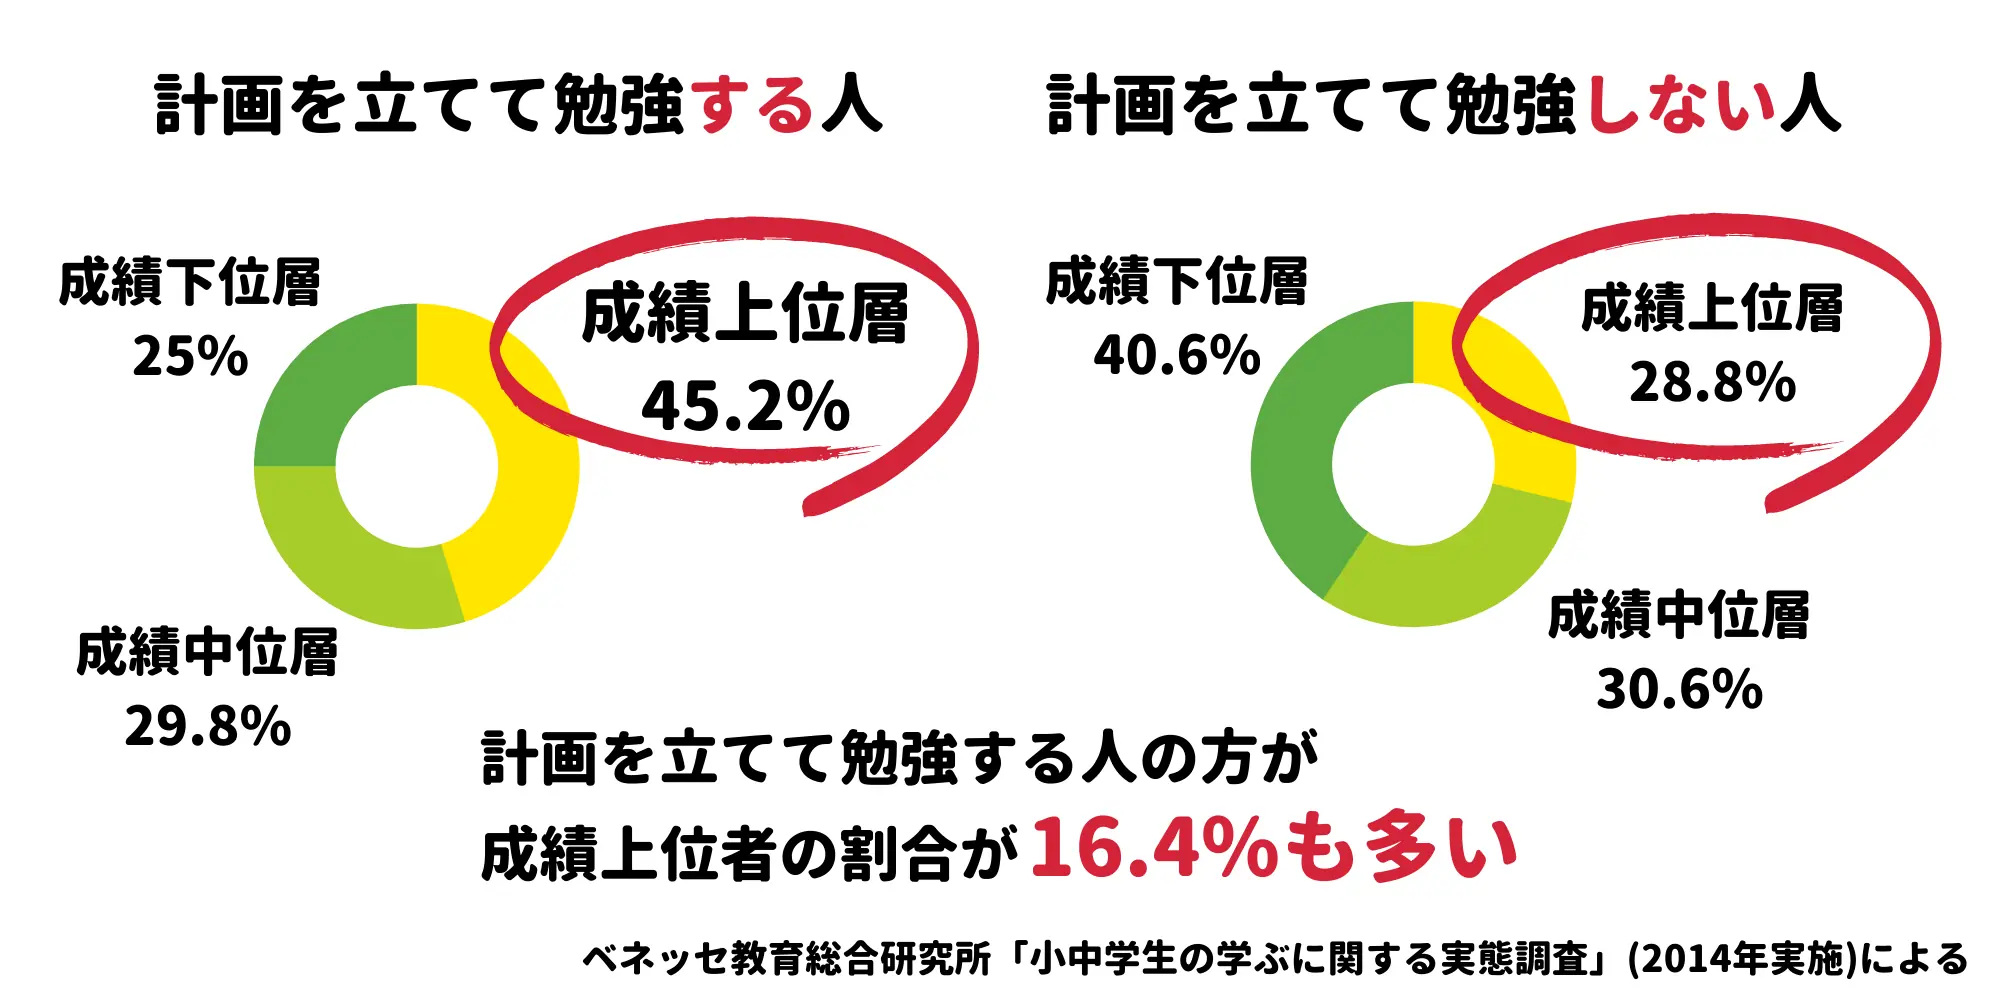 計画を立てて勉強する人
成績下位層
25%
成績上位層
45.2%
成績中位層
29.8%
計画を立てて勉強しない人
成績下位層
40.6%
成績上位層
28.8%
成績中位層
30.6%
計画を立てて勉強する人の方が
成績上位者の割合が16.4%も多い
ベネッセ教育総合研究所「小中学生の学ぶに関する実態調査」(2014年実施)による